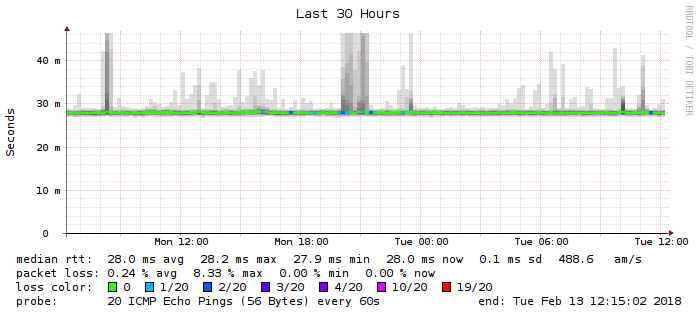 Last 30 Hours
RRDTOOL / TOBI OETIKER
Seconds
40 m
30 m
20 m
10 m
0
Mon 12:00 Mon 18:00 Tue 00:00 Tue 06:00 Tue 12:00
median rtt: 28.0 ms avg 28.2 ms max 27.9 ms min 28.0 ms now 0.1 ms sd 488.6 am/s
packet loss: 0.24 % avg 8.33 % max 0.00 % min 0.00 % now
loss color: 0 1/20 2/20 3/20 4/20 10/20 19/20
probe: 20 ICMP Echo Pings (56 Bytes) every 60s end: Tue Feb 13 12:15:02 2018